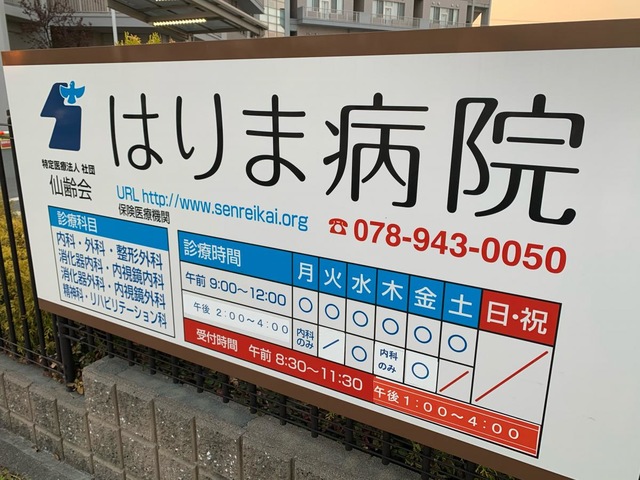 はりま病院
特定医療法人 社団
仙齢会
URL http://www.senreikai.org
保険医療機関
☎078-943-0050
診療科目
内科・外科・整形外科
消化器内科・内視鏡内科
消化器外科・内視鏡外科
精神科・リハビリテーション科
診療時間 月 火 水 木 金 土 日・祝
午前 9:00〜12:00 ○ ○ ○ ○ ○ ○ ／
午後 2:00〜4:00 内科のみ ／ ○ 内科のみ ○ ／
受付時間 午前 8:30〜11:30 午後 1:00〜4:00